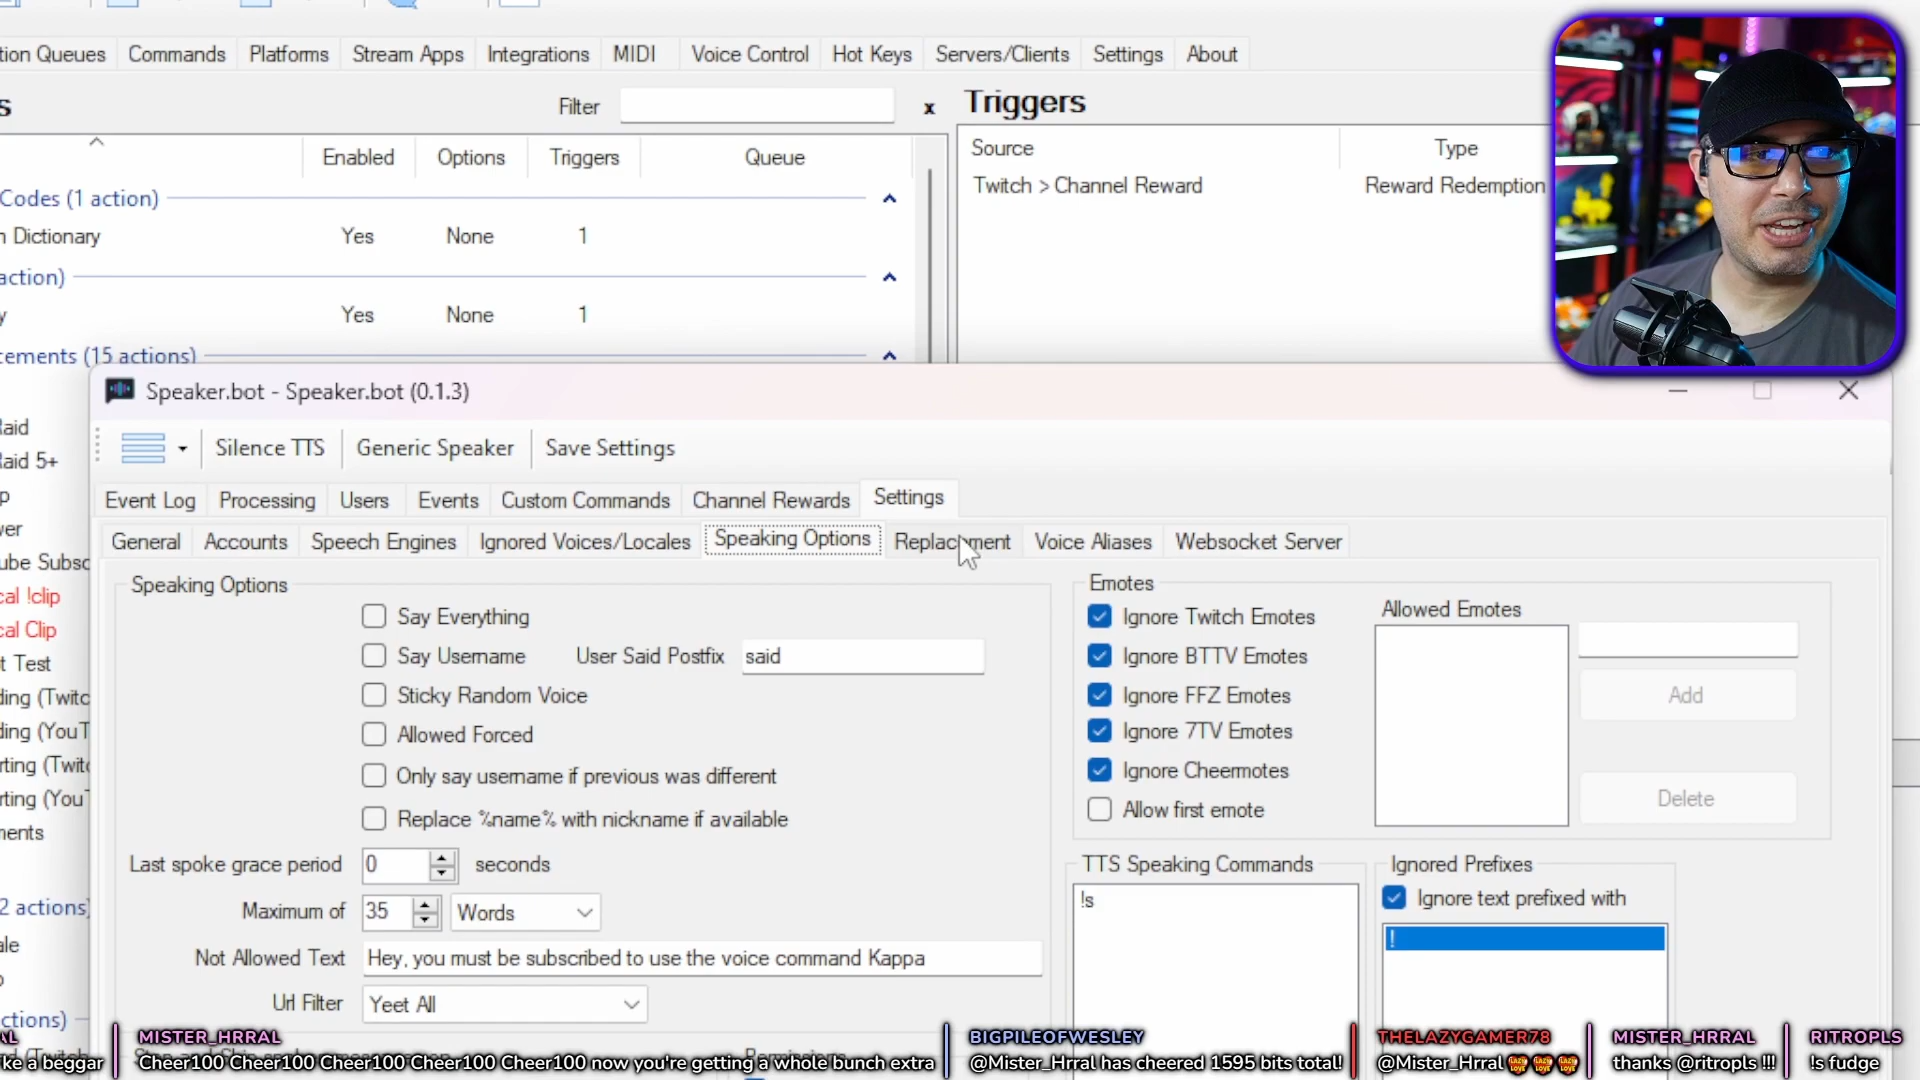 tion Queues Commands Platforms Stream Apps Integrations MIDI Voice Control Hot Keys Servers/Clients Settings About
s Filter x Triggers
Enabled Options Triggers Queue Source Type
Codes (1 action) Twitch > Channel Reward Reward Redemption
n Dictionary Yes None 1
action)
y Yes None 1
cements (15 actions)
Speaker.bot - Speaker.bot (0.1.3)
aid
Silence TTS Generic Speaker Save Settings
Raid 5+
Event Log Processing Users Events Custom Commands Channel Rewards Settings
p
wer
General Accounts Speech Engines Ignored Voices/Locales Speaking Options Replacement Voice Aliases Websocket Server
ube Subsc
Speaking Options Emotes
cal !clip
Say Everything Ignore Twitch Emotes Allowed Emotes
cal Clip
Say Username User Said Postfix said Ignore BTTV Emotes
t Test
Sticky Random Voice Ignore FFZ Emotes Add
ding (Twitc
Allowed Forced Ignore 7TV Emotes
ding (YouT
Only say username if previous was different Ignore Cheermotes
rting (Twitc
rting (YouT Delete
Replace %name% with nickname if available Allow first emote
ments
Last spoke grace period 0 seconds TTS Speaking Commands Ignored Prefixes
!s Ignore text prefixed with
2 actions)
Maximum of 35 Words
ale !
Not Allowed Text Hey, you must be subscribed to use the voice command Kappa
Url Filter Yeet All
ctions)
AL MISTER_HRRAL BIGPILEOFWESLEY THELAZYGAMER78 MISTER_HRRAL RITROPLS
ke a beggar Cheer100 Cheer100 Cheer100 Cheer100 Cheer100 now you're getting a whole bunch extra @Mister_Hrral has cheered 1595 bits total! @Mister_Hrral thanks @ritropls !!! !s fudge